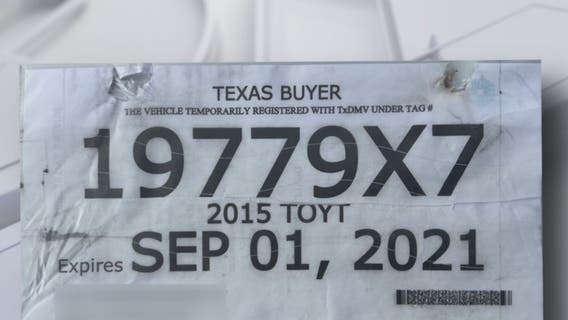 TEXAS BUYER
THE VEHICLE TEMPORARILY REGISTERED WITH TxDMV UNDER TAG #
19779X7
2015 TOYT
Expires SEP 01, 2021